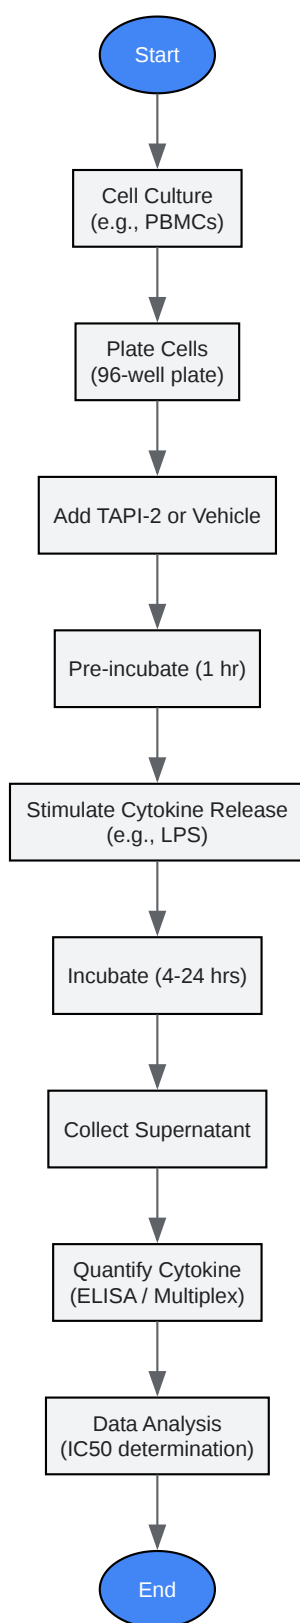 Start
Cell Culture
(e.g., PBMCs)
Plate Cells
(96-well plate)
Add TAPI-2 or Vehicle
Pre-incubate (1 hr)
Stimulate Cytokine Release
(e.g., LPS)
Incubate (4-24 hrs)
Collect Supernatant
Quantify Cytokine
(ELISA / Multiplex)
Data Analysis
(IC50 determination)
End